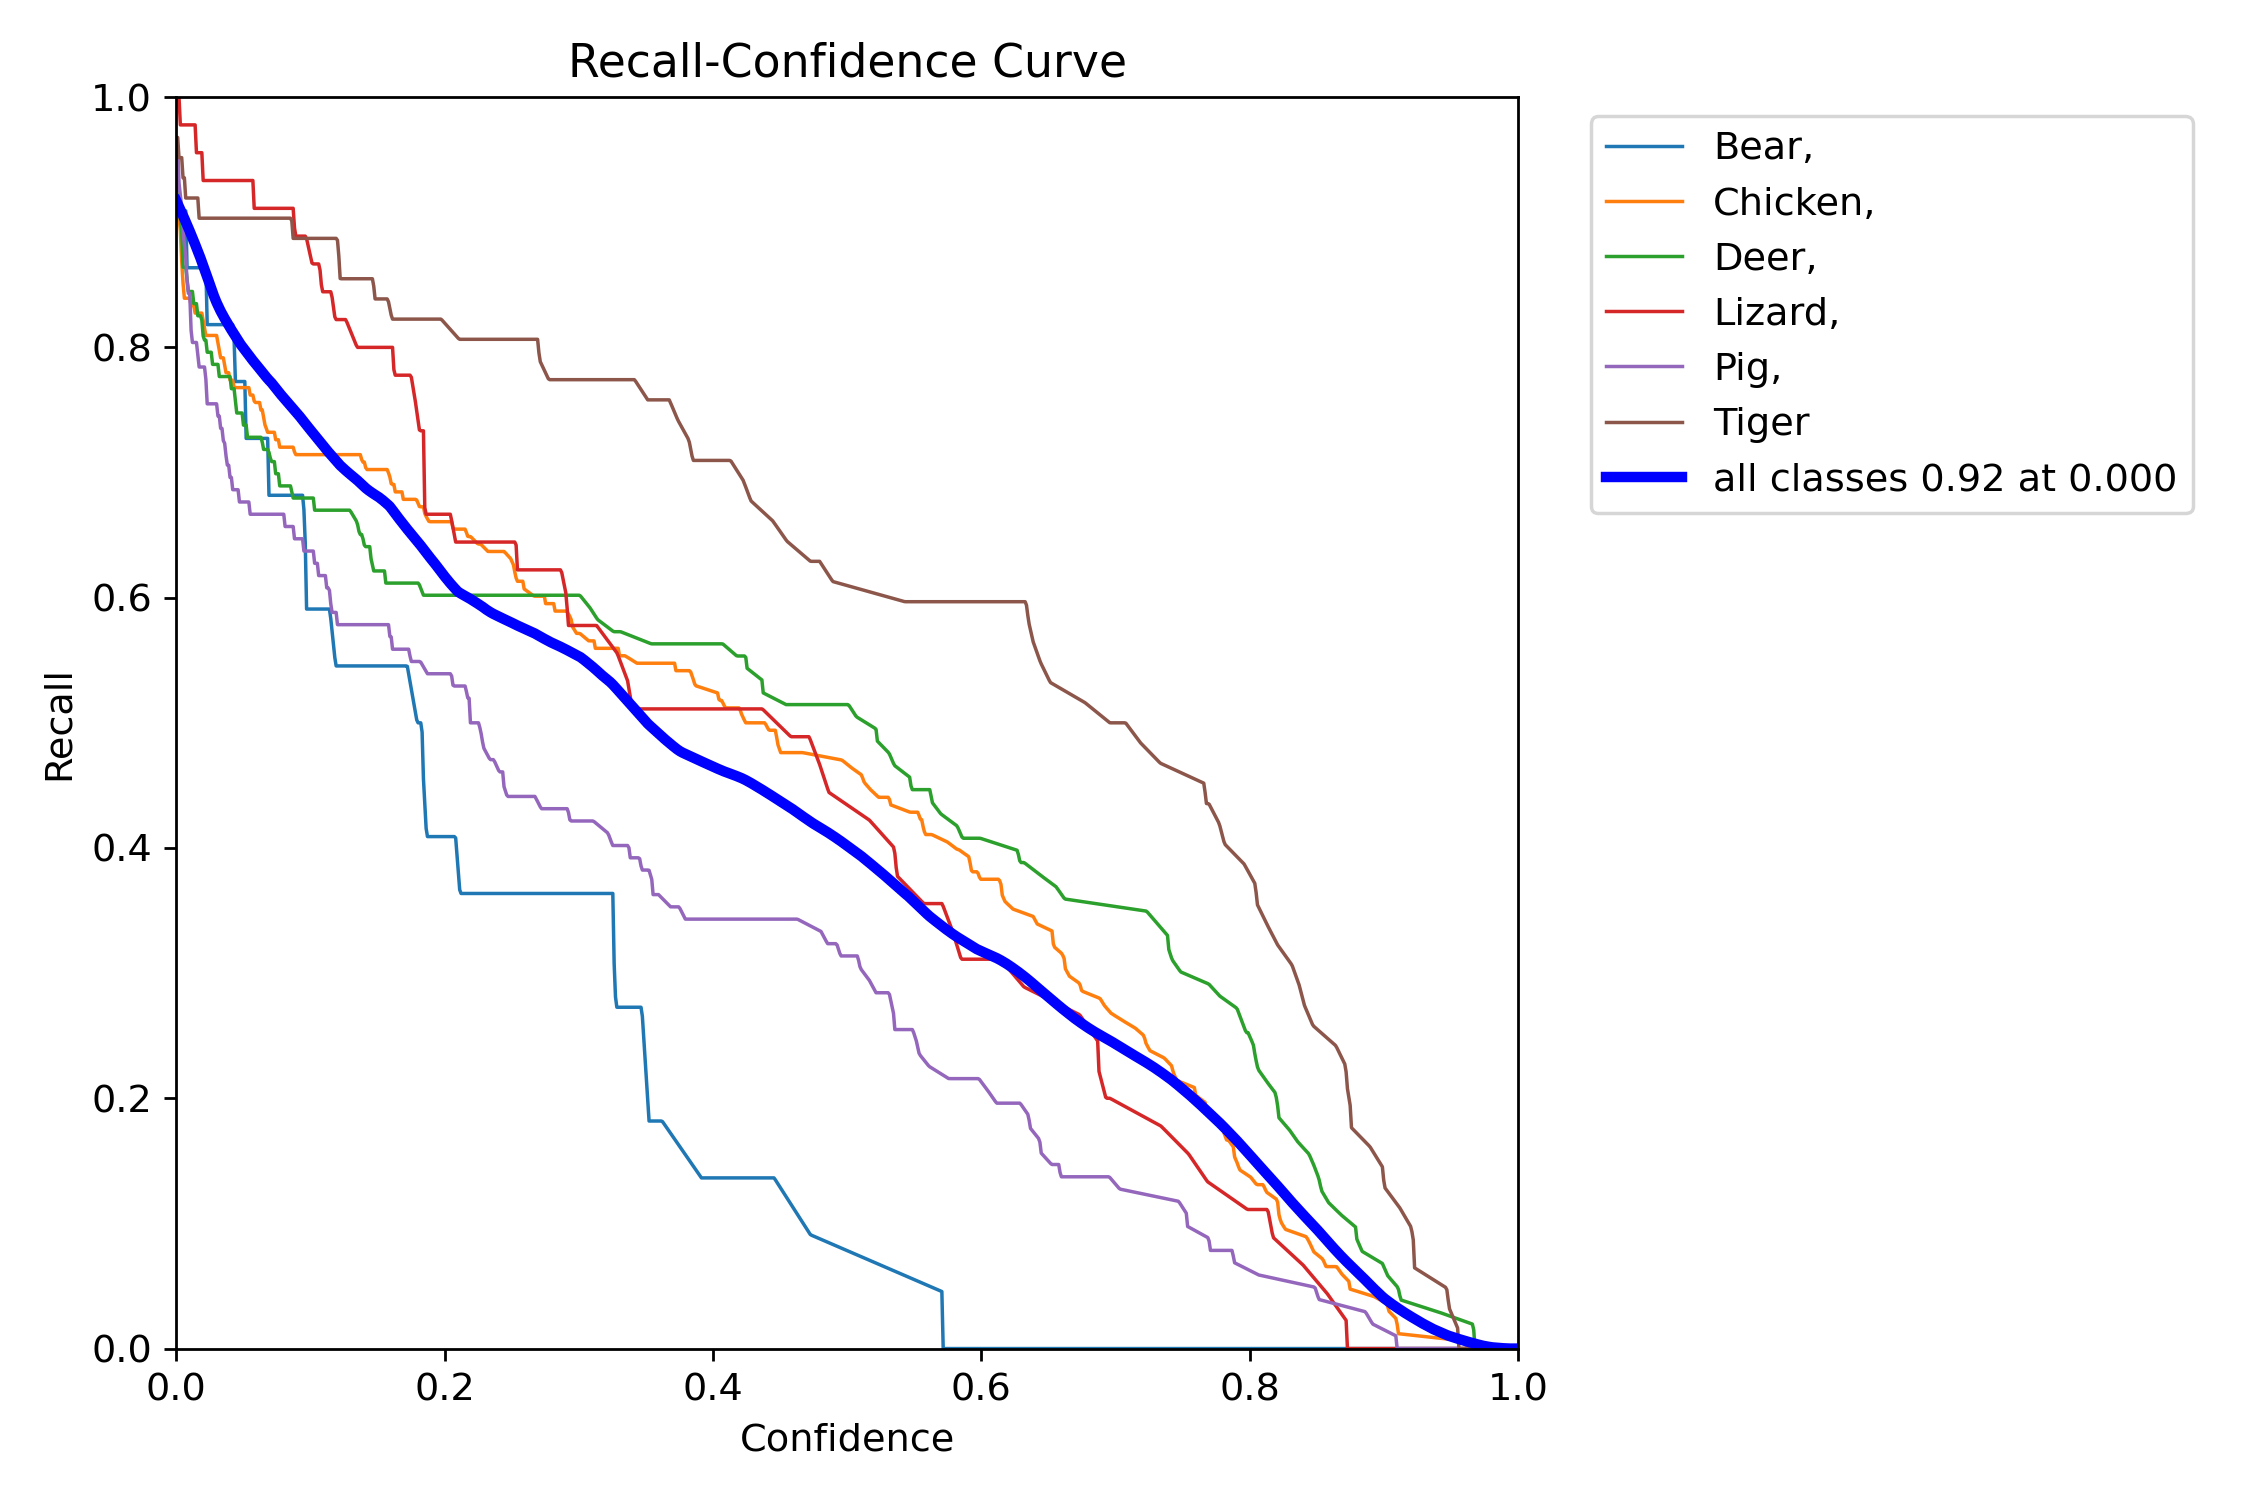 Recall-Confidence Curve
1.0
0.8
0.6
0.4
0.2
0.0
Recall
0.0 0.2 0.4 0.6 0.8 1.0
Confidence
Bear,
Chicken,
Deer,
Lizard,
Pig,
Tiger
all classes 0.92 at 0.000